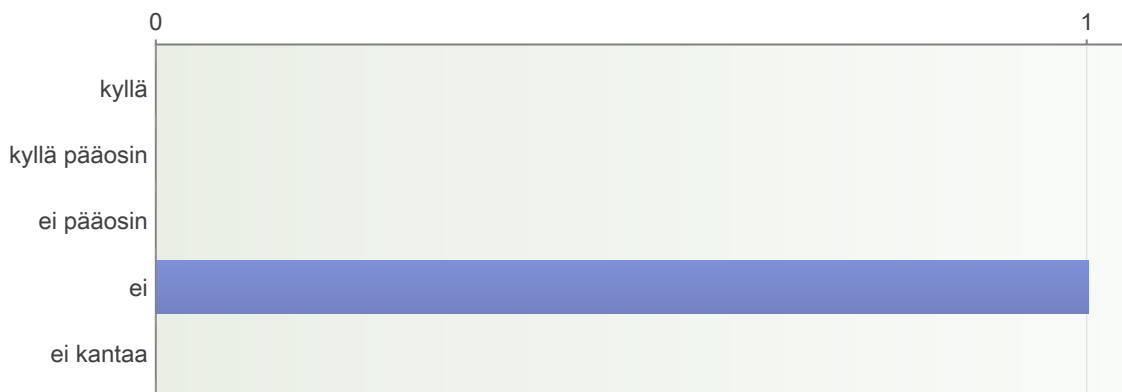 0 1
kyllä
kyllä pääosin
ei pääosin
ei
ei kantaa